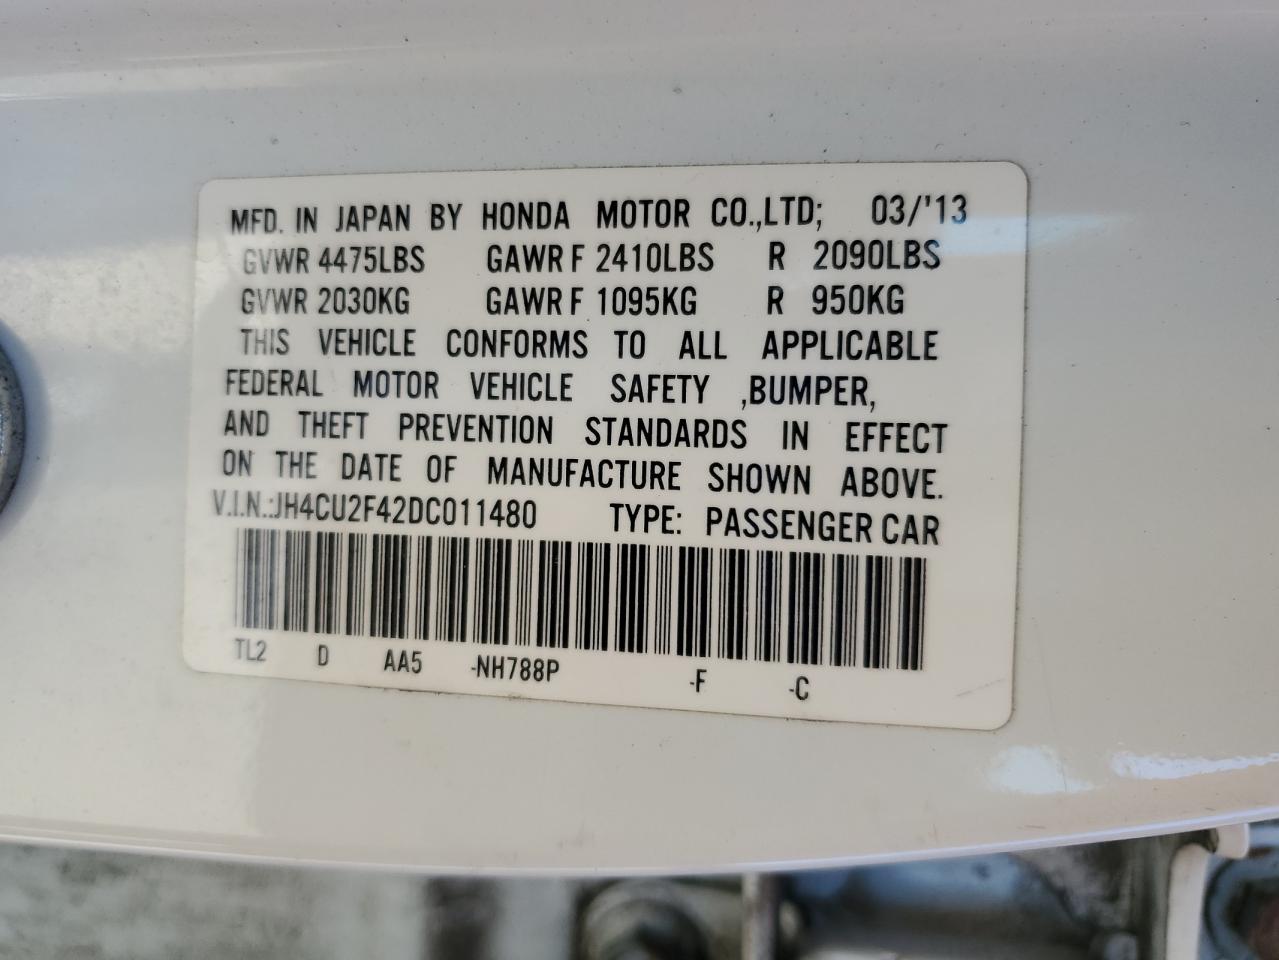 MFD. IN JAPAN BY HONDA MOTOR CO.,LTD; 03/'13
GVWR 4475LBS GAWR F 2410LBS R 2090LBS
GVWR 2030KG GAWR F 1095KG R 950KG
THIS VEHICLE CONFORMS TO ALL APPLICABLE
FEDERAL MOTOR VEHICLE SAFETY ,BUMPER,
AND THEFT PREVENTION STANDARDS IN EFFECT
ON THE DATE OF MANUFACTURE SHOWN ABOVE.
V.I.N.:JH4CU2F42DC011480 TYPE: PASSENGER CAR
TL2 D AA5 -NH788P -F -C